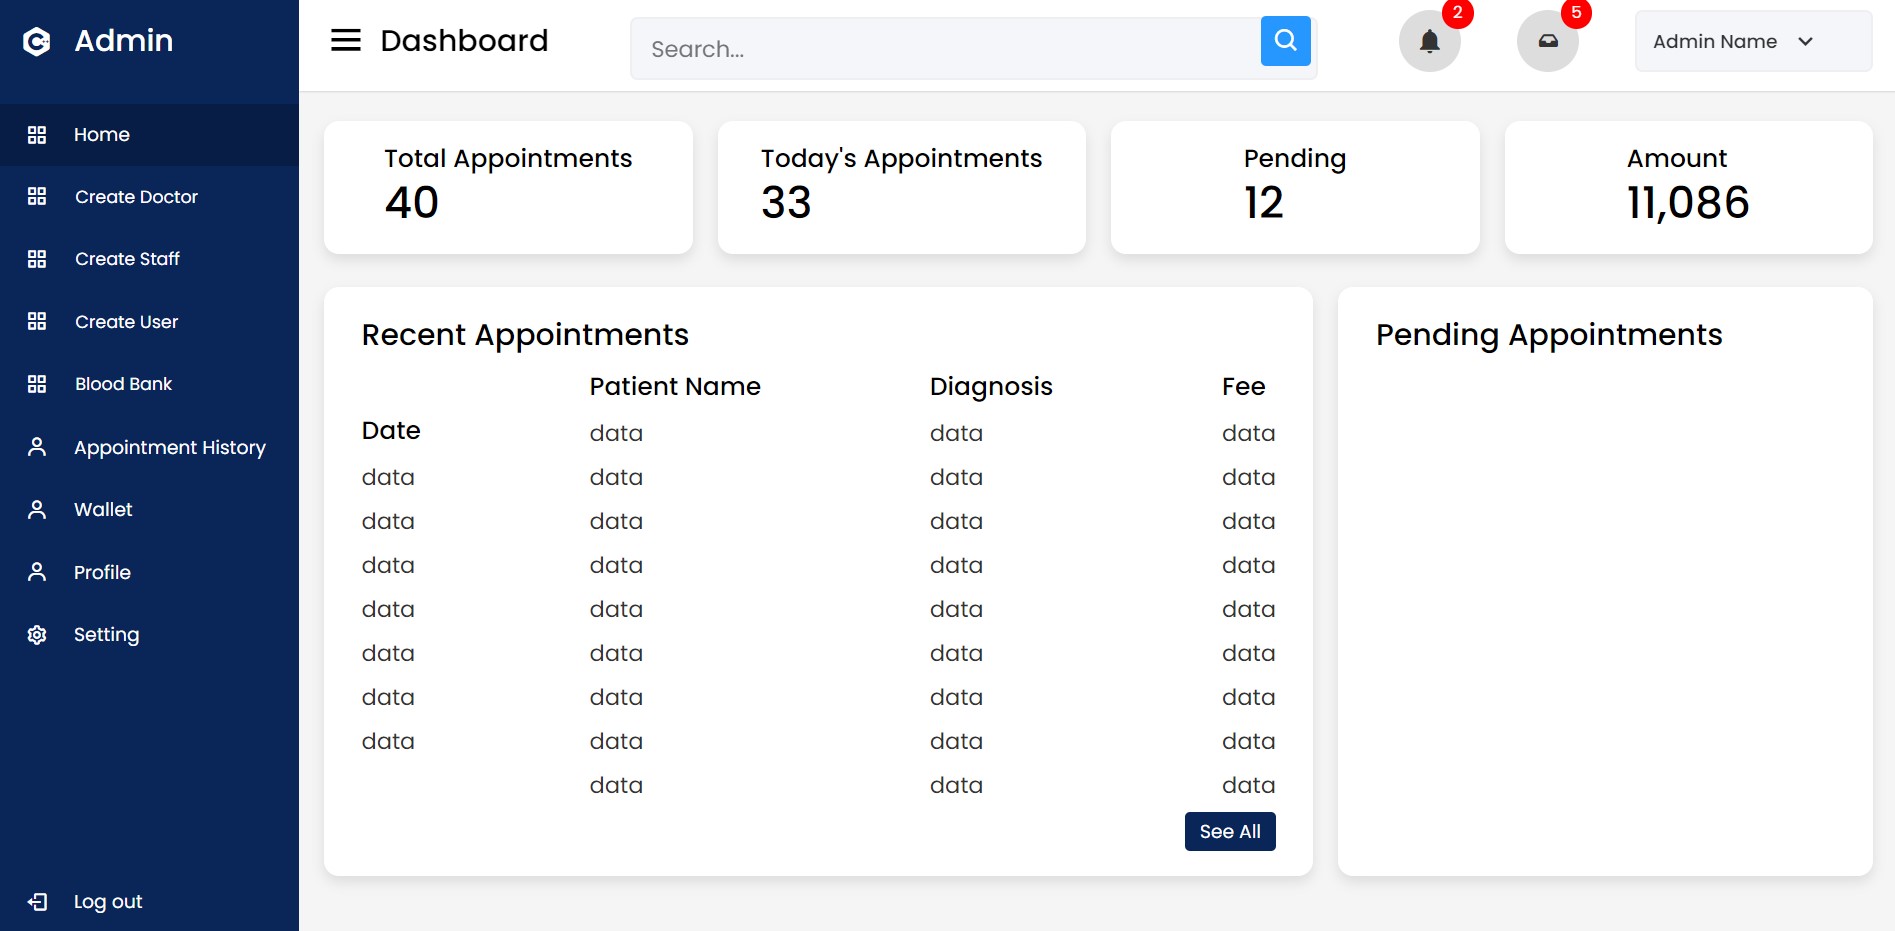 Admin
Home
Create Doctor
Create Staff
Create User
Blood Bank
Appointment History
Wallet
Profile
Setting
Log out
Dashboard
Search...
2
5
Admin Name
Total Appointments
40
Today's Appointments
33
Pending
12
Amount
11,086
Recent Appointments
Patient Name Diagnosis Fee
Date data data data
data data data data
data data data data
data data data data
data data data data
data data data data
data data data data
data data data data
data data data
See All
Pending Appointments